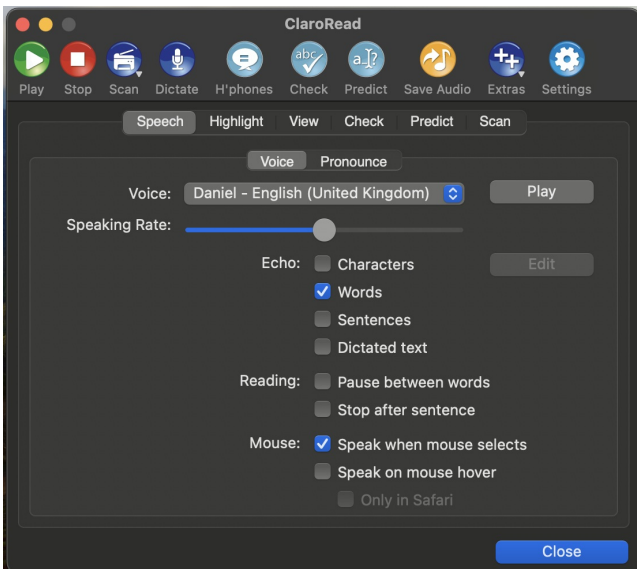 ClaroRead
Play Stop Scan Dictate H'phones Check Predict Save Audio Extras Settings
abc a..]? ++
Speech Highlight View Check Predict Scan
Voice Pronounce
Voice: Daniel - English (United Kingdom) Play
Speaking Rate:
Echo: Characters Edit
Words
Sentences
Dictated text
Reading: Pause between words
Stop after sentence
Mouse: Speak when mouse selects
Speak on mouse hover
Only in Safari
Close